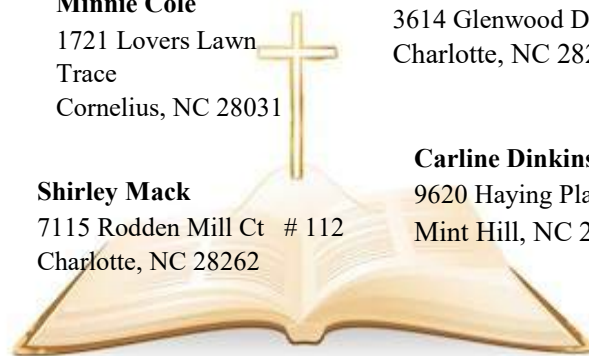 Minnie Cole
1721 Lovers Lawn
Trace
Cornelius, NC 28031
3614 Glenwood D
Charlotte, NC 282
Shirley Mack
7115 Rodden Mill Ct # 112
Charlotte, NC 28262
Carline Dinkins
9620 Haying Pla
Mint Hill, NC 2